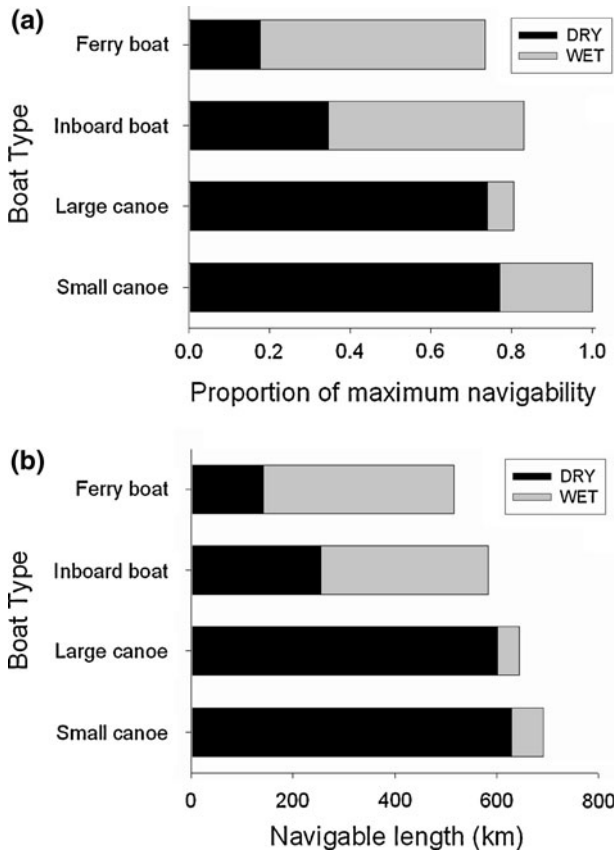 (a)
DRY
WET
Boat Type
Ferry boat
Inboard boat
Large canoe
Small canoe
0.0 0.2 0.4 0.6 0.8 1.0
Proportion of maximum navigability
(b)
DRY
WET
Boat Type
Ferry boat
Inboard boat
Large canoe
Small canoe
0 200 400 600 800
Navigable length (km)